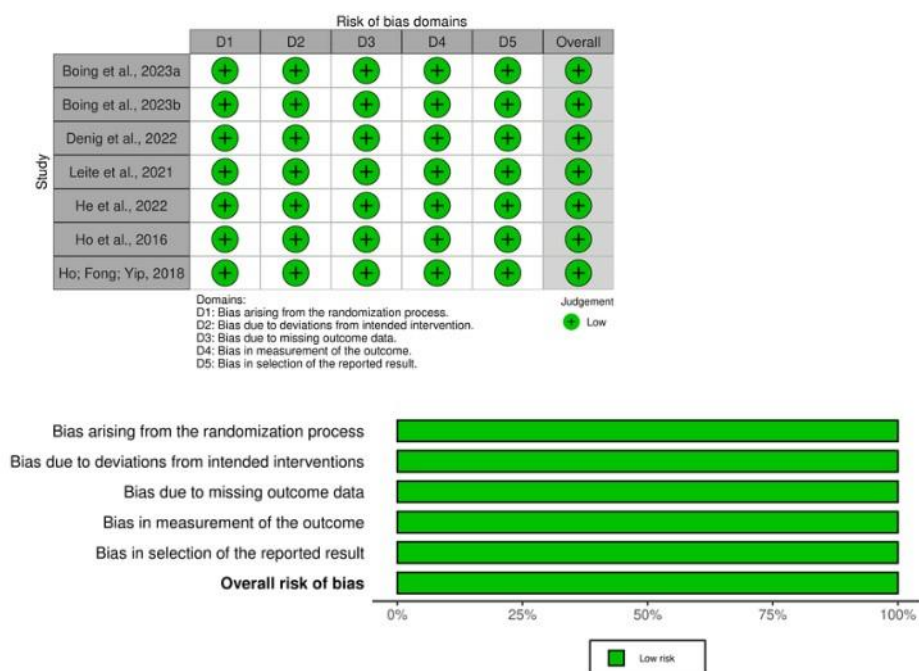 Risk of bias domains
D1 D2 D3 D4 D5 Overall
Study
Boing et al., 2023a + + + + + +
Boing et al., 2023b + + + + + +
Denig et al., 2022 + + + + + +
Leite et al., 2021 + + + + + +
He et al., 2022 + + + + + +
Ho et al., 2016 + + + + + +
Ho; Fong; Yip, 2018 + + + + + +
Domains:
D1: Bias arising from the randomization process.
D2: Bias due to deviations from intended intervention.
D3: Bias due to missing outcome data.
D4: Bias in measurement of the outcome.
D5: Bias in selection of the reported result.
Judgement
+ Low
Bias arising from the randomization process
Bias due to deviations from intended interventions
Bias due to missing outcome data
Bias in measurement of the outcome
Bias in selection of the reported result
Overall risk of bias
0% 25% 50% 75% 100%
Low risk